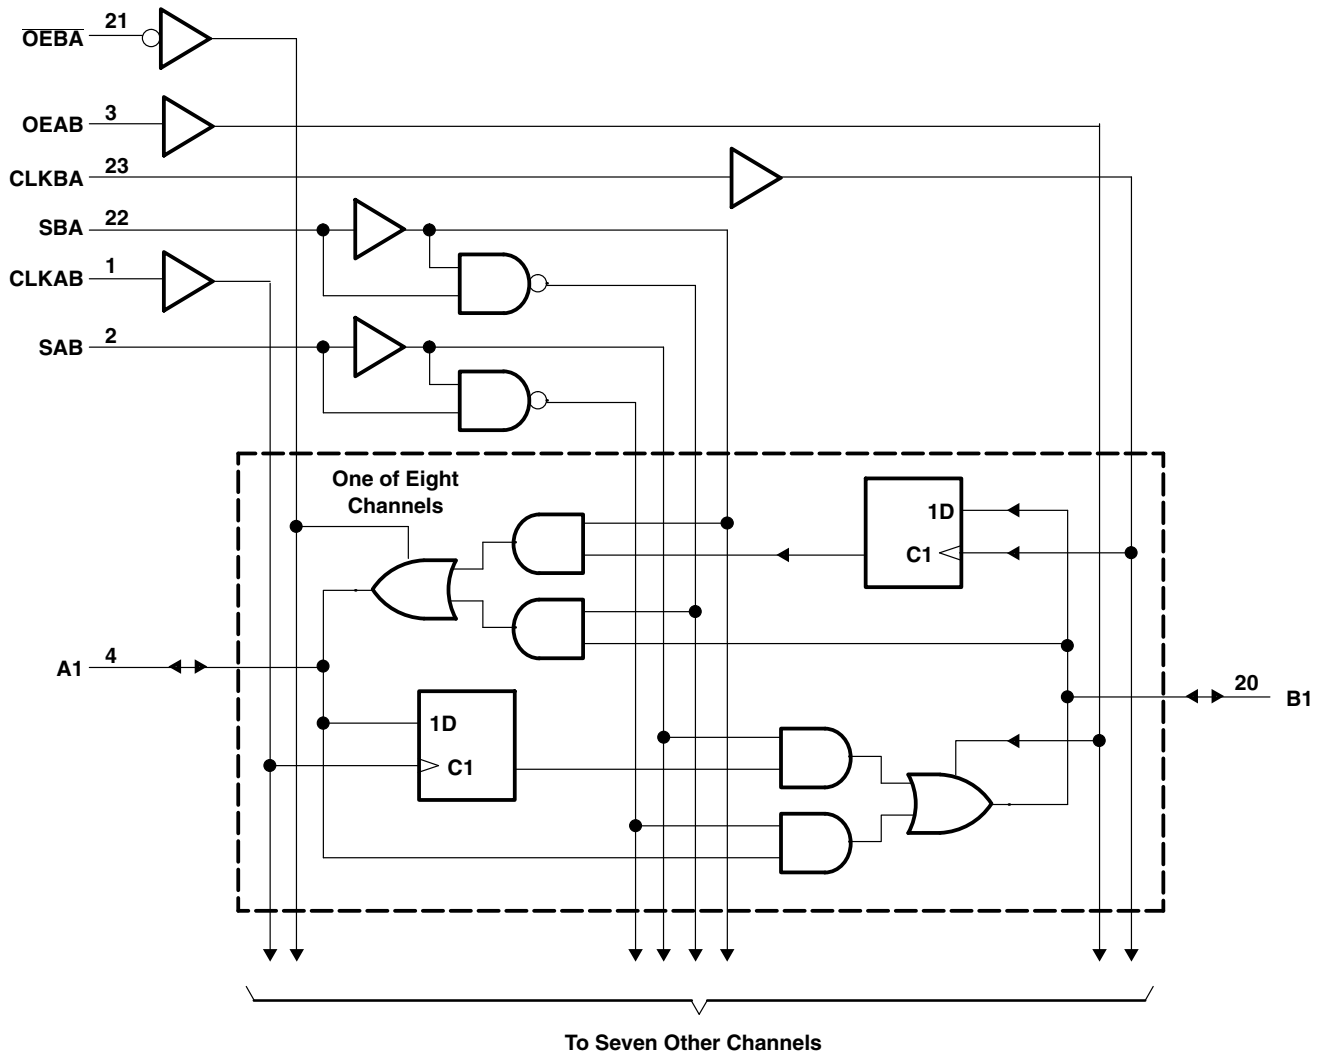 21
OEBA
3
OEAB
23
CLKBA
22
SBA
1
CLKAB
2
SAB
One of Eight
Channels
1D
C1
4
A1
20
B1
1D
C1
To Seven Other Channels